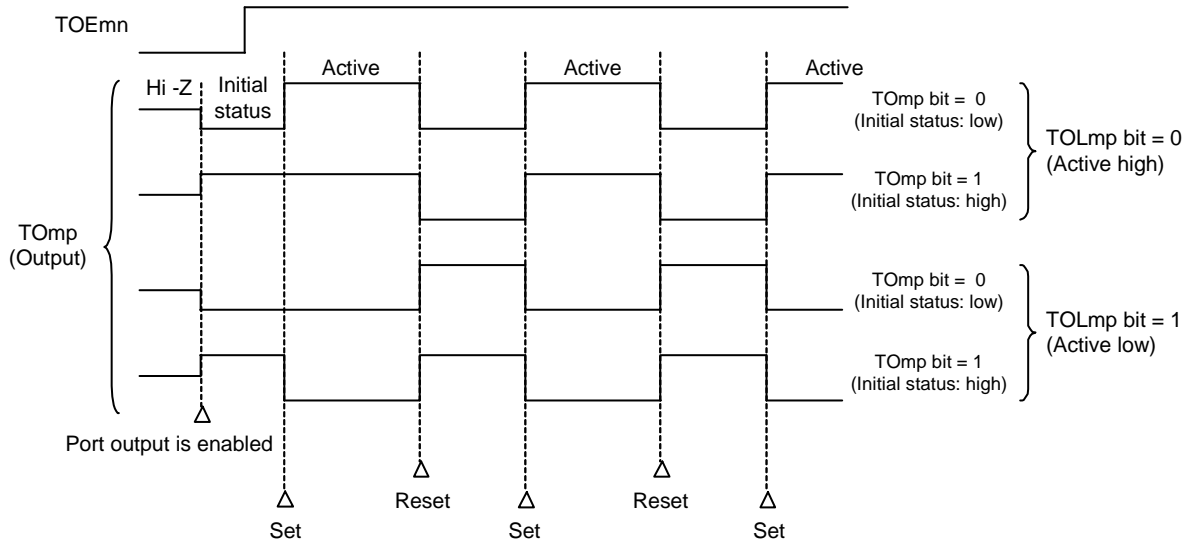 TOEmn
Active
Active
Active
Hi -Z
Initial
status
TOmp bit = 0
(Initial status: low)
TOLmp bit = 0
(Active high)
TOmp bit = 1
(Initial status: high)
TOmp
(Output)
TOmp bit = 0
(Initial status: low)
TOLmp bit = 1
(Active low)
TOmp bit = 1
(Initial status: high)
Port output is enabled
Reset
Reset
Set
Set
Set